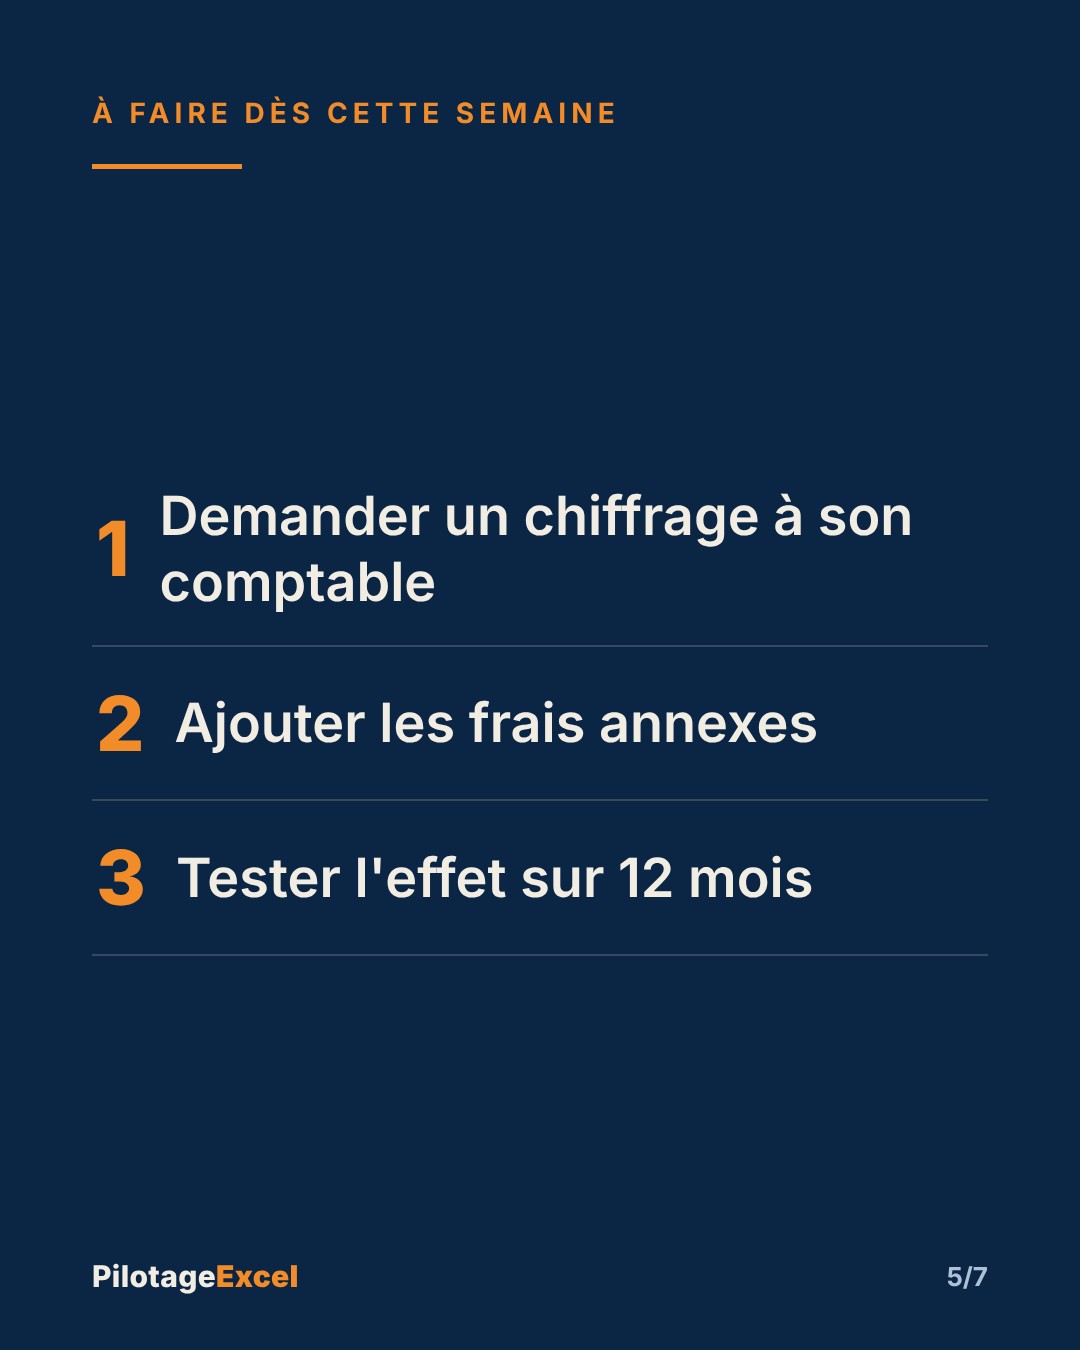 À FAIRE DÈS CETTE SEMAINE
1 Demander un chiffrage à son
comptable
2 Ajouter les frais annexes
3 Tester l'effet sur 12 mois
PilotageExcel
5/7